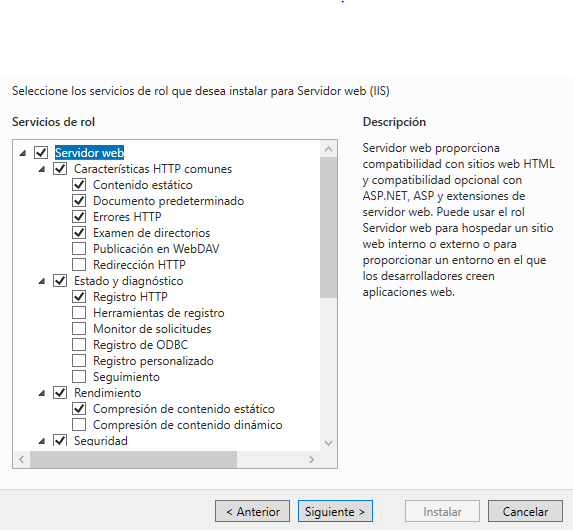 Seleccione los servicios de rol que desea instalar para Servidor web (IIS)
Servicios de rol
Servidor web
Características HTTP comunes
Contenido estático
Documento predeterminado
Errores HTTP
Examen de directorios
Publicación en WebDAV
Redirección HTTP
Estado y diagnóstico
Registro HTTP
Herramientas de registro
Monitor de solicitudes
Registro de ODBC
Registro personalizado
Seguimiento
Rendimiento
Compresión de contenido estático
Compresión de contenido dinámico
Seguridad
Descripción
Servidor web proporciona
compatibilidad con sitios web HTML
y compatibilidad opcional con
ASP.NET, ASP y extensiones de
servidor web. Puede usar el rol
Servidor web para hospedar un sitio
web interno o externo o para
proporcionar un entorno en el que
los desarrolladores creen
aplicaciones web.
< Anterior
Siguiente >
Instalar
Cancelar